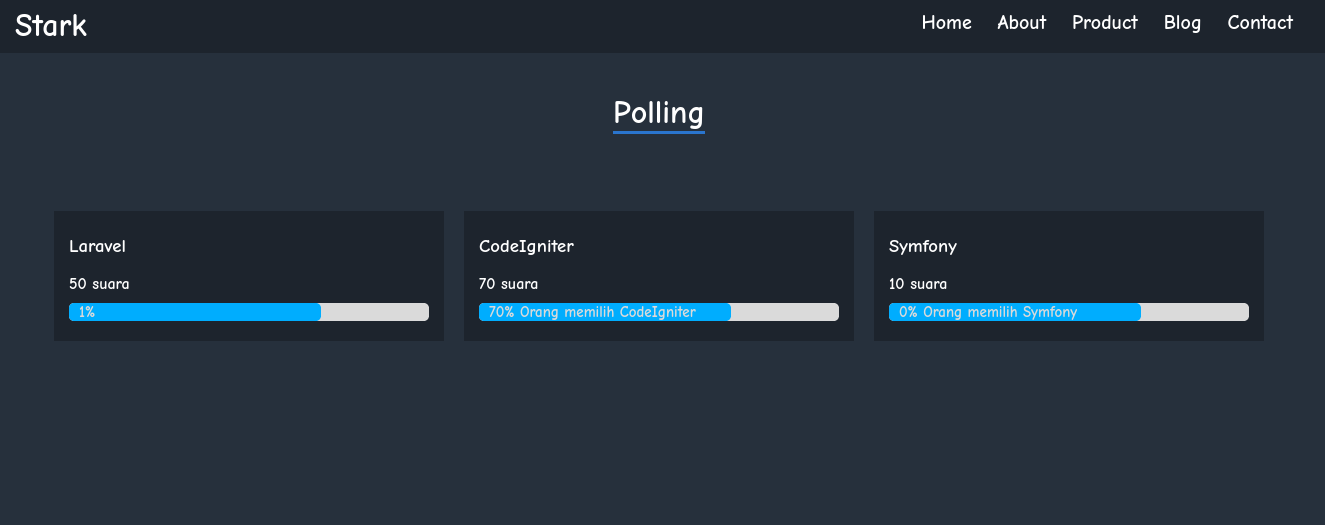 Stark
Home About Product Blog Contact
Polling
Laravel
50 suara
1%
CodeIgniter
70 suara
70% Orang memilih CodeIgniter
Symfony
10 suara
0% Orang memilih Symfony